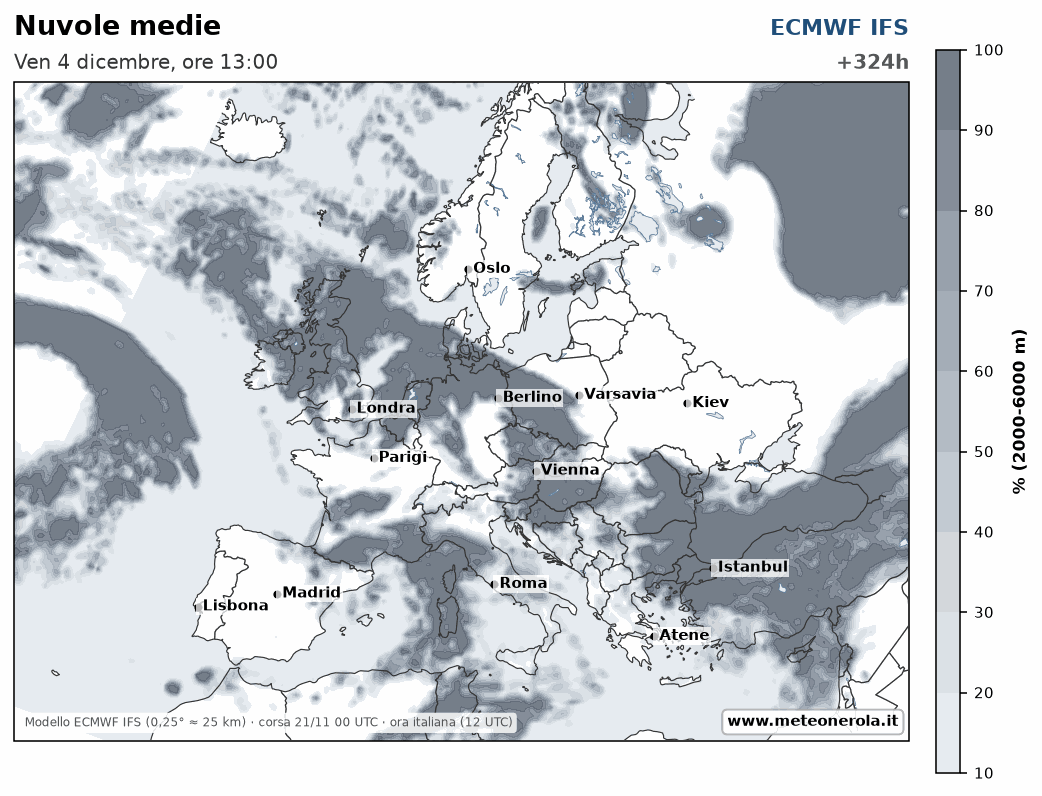 Nuvole medie
ECMWF IFS
Ven 4 dicembre, ore 13:00
+324h
Oslo
Londra
Berlino
Varsavia
Kiev
Parigi
Vienna
Istanbul
Roma
Madrid
Lisbona
Atene
Modello ECMWF IFS (0,25° ≈ 25 km) · corsa 21/11 00 UTC · ora italiana (12 UTC)
www.meteonerola.it
100
90
80
70
60
50
40
30
20
10
% (2000-6000 m)